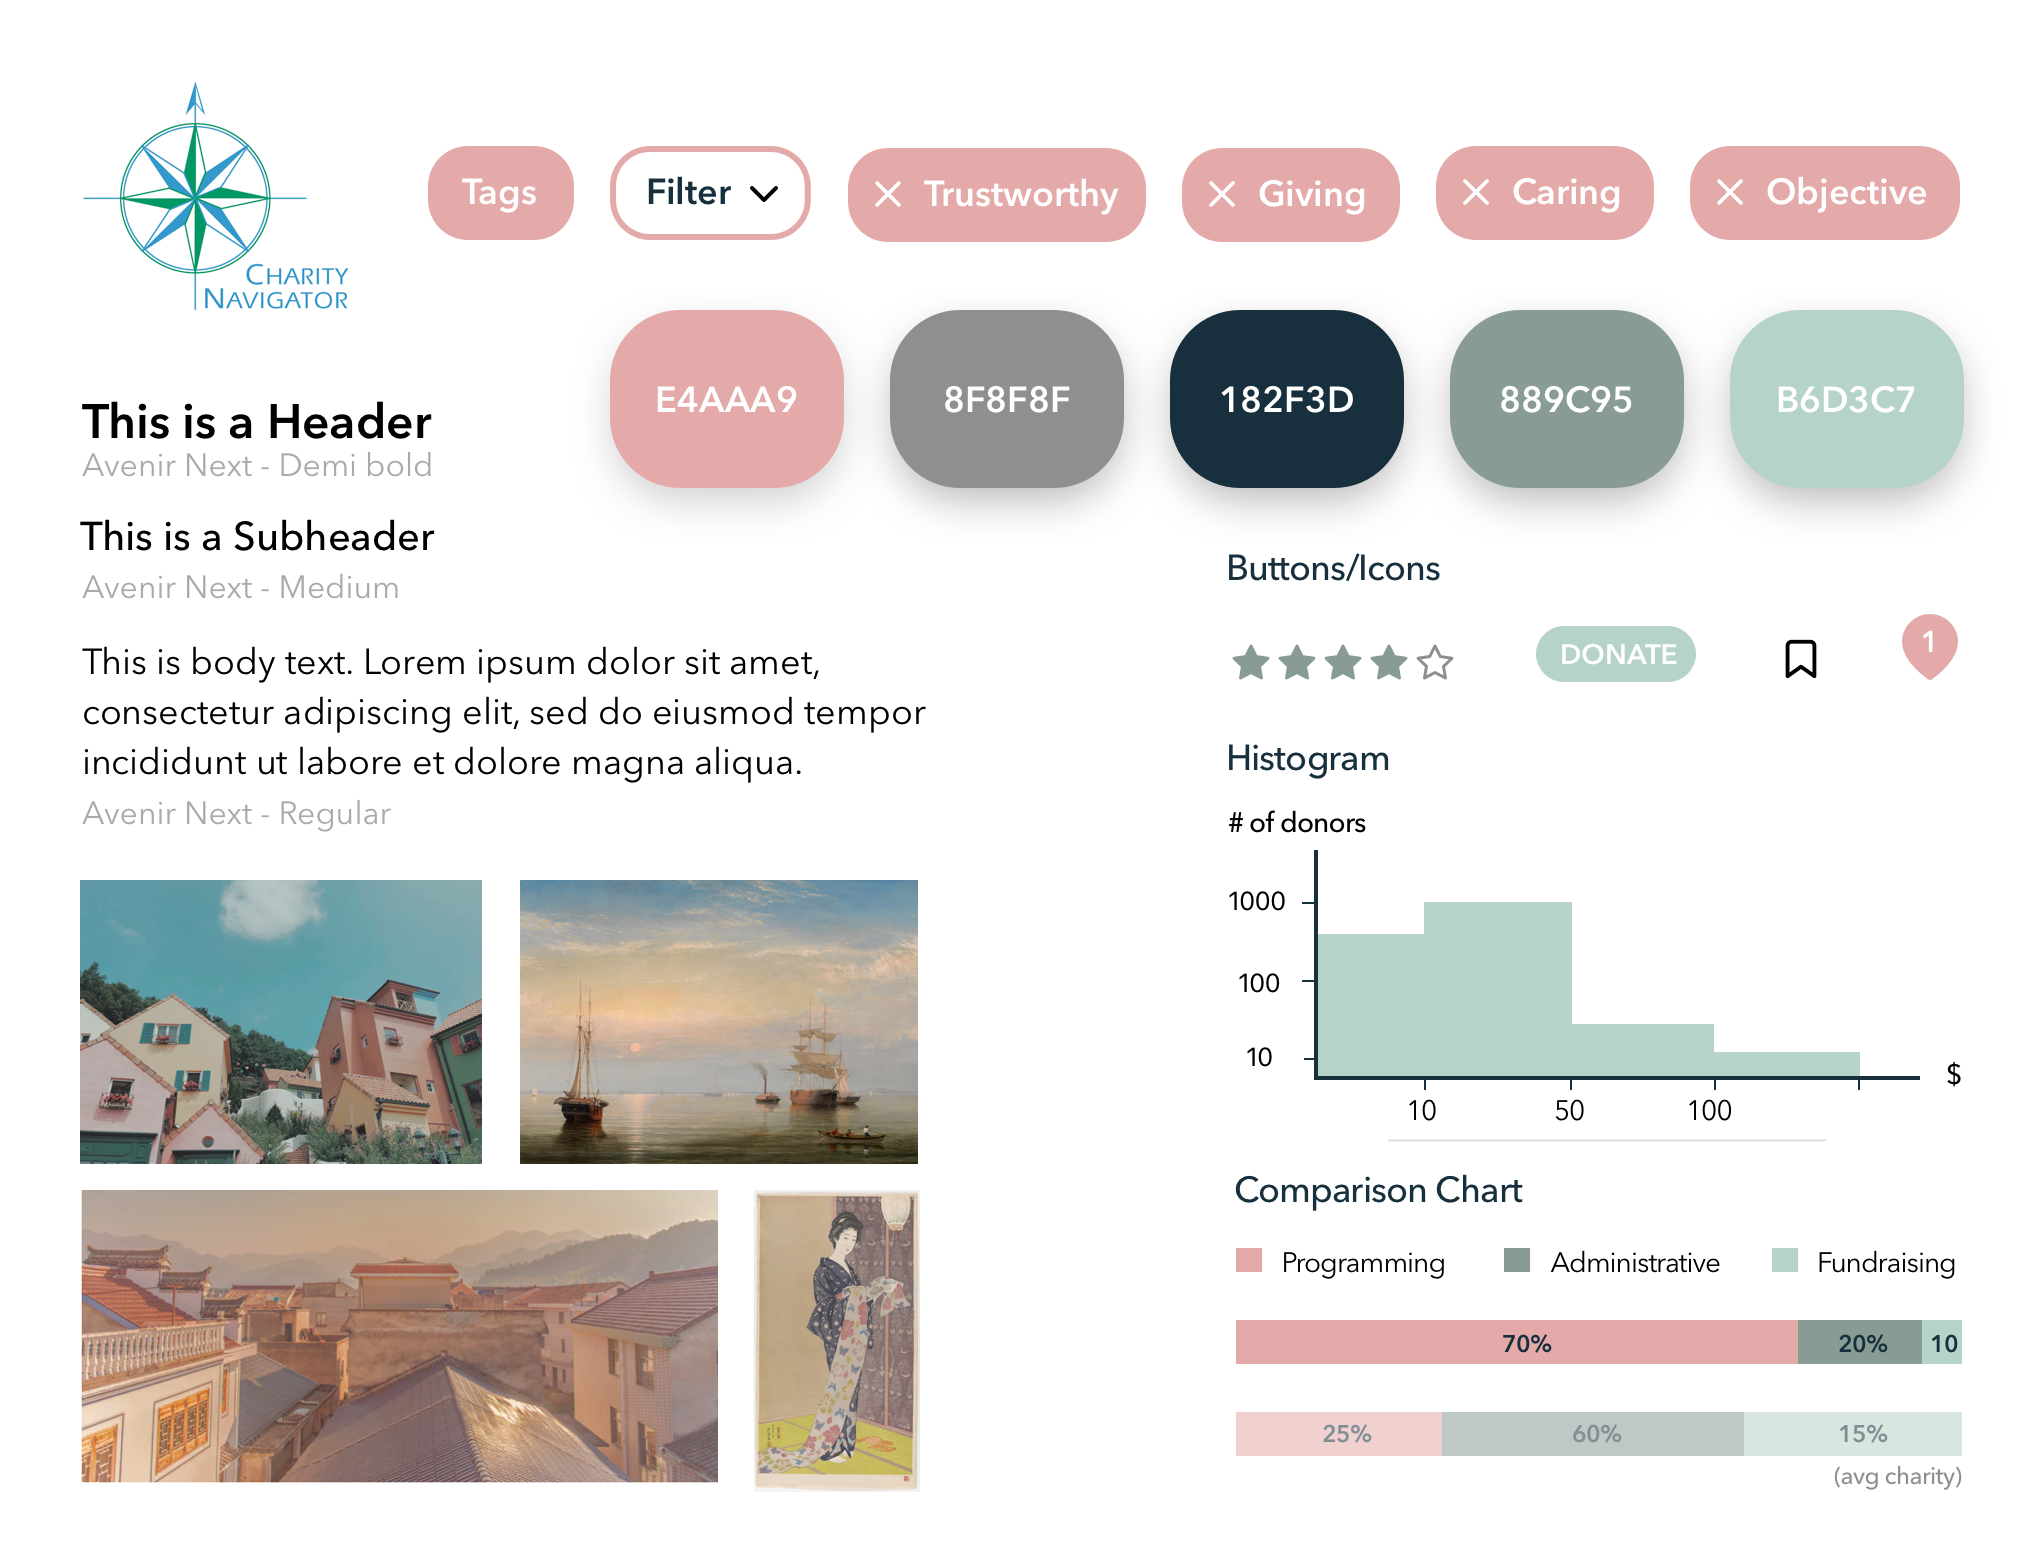 CHARITY
NAVIGATOR
Tags
Filter
Trustworthy
Giving
Caring
Objective
E4AAA9
8F8F8F
182F3D
889C95
B6D3C7
This is a Header
Avenir Next - Demi bold
This is a Subheader
Avenir Next - Medium
This is body text. Lorem ipsum dolor sit amet,
consectetur adipiscing elit, sed do eiusmod tempor
incididunt ut labore et dolore magna aliqua.
Avenir Next - Regular
Buttons/Icons
DONATE
1
Histogram
# of donors
1000
100
10
$
10
50
100
Comparison Chart
Programming
Administrative
Fundraising
70%
20%
10
25%
60%
15%
(avg charity)